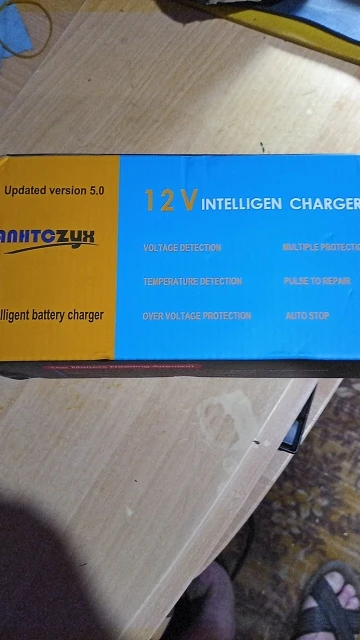 Updated version 5.0
ANHTCZYX
lligent battery charger
12V INTELLIGEN CHARGER
VOLTAGE DETECTION
MULTIPLE PROTECTIO
TEMPERATURE DETECTION
PULSE TO REPAIR
OVER VOLTAGE PROTECTION
AUTO STOP